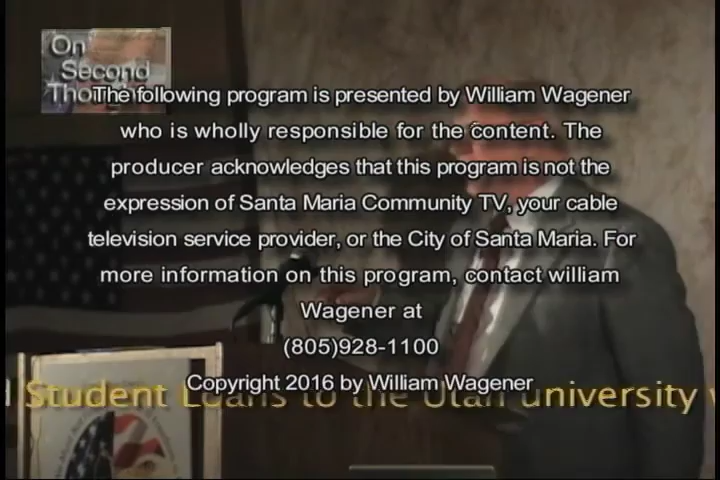 On
Second
Tho
The following program is presented by William Wagener
who is wholly responsible for the content. The
producer acknowledges that this program is not the
expression of Santa Maria Community TV, your cable
television service provider, or the City of Santa Maria. For
more information on this program, contact william
Wagener at
(805)928-1100
Copyright 2016 by William Wagener
Student Loans to the Utah university